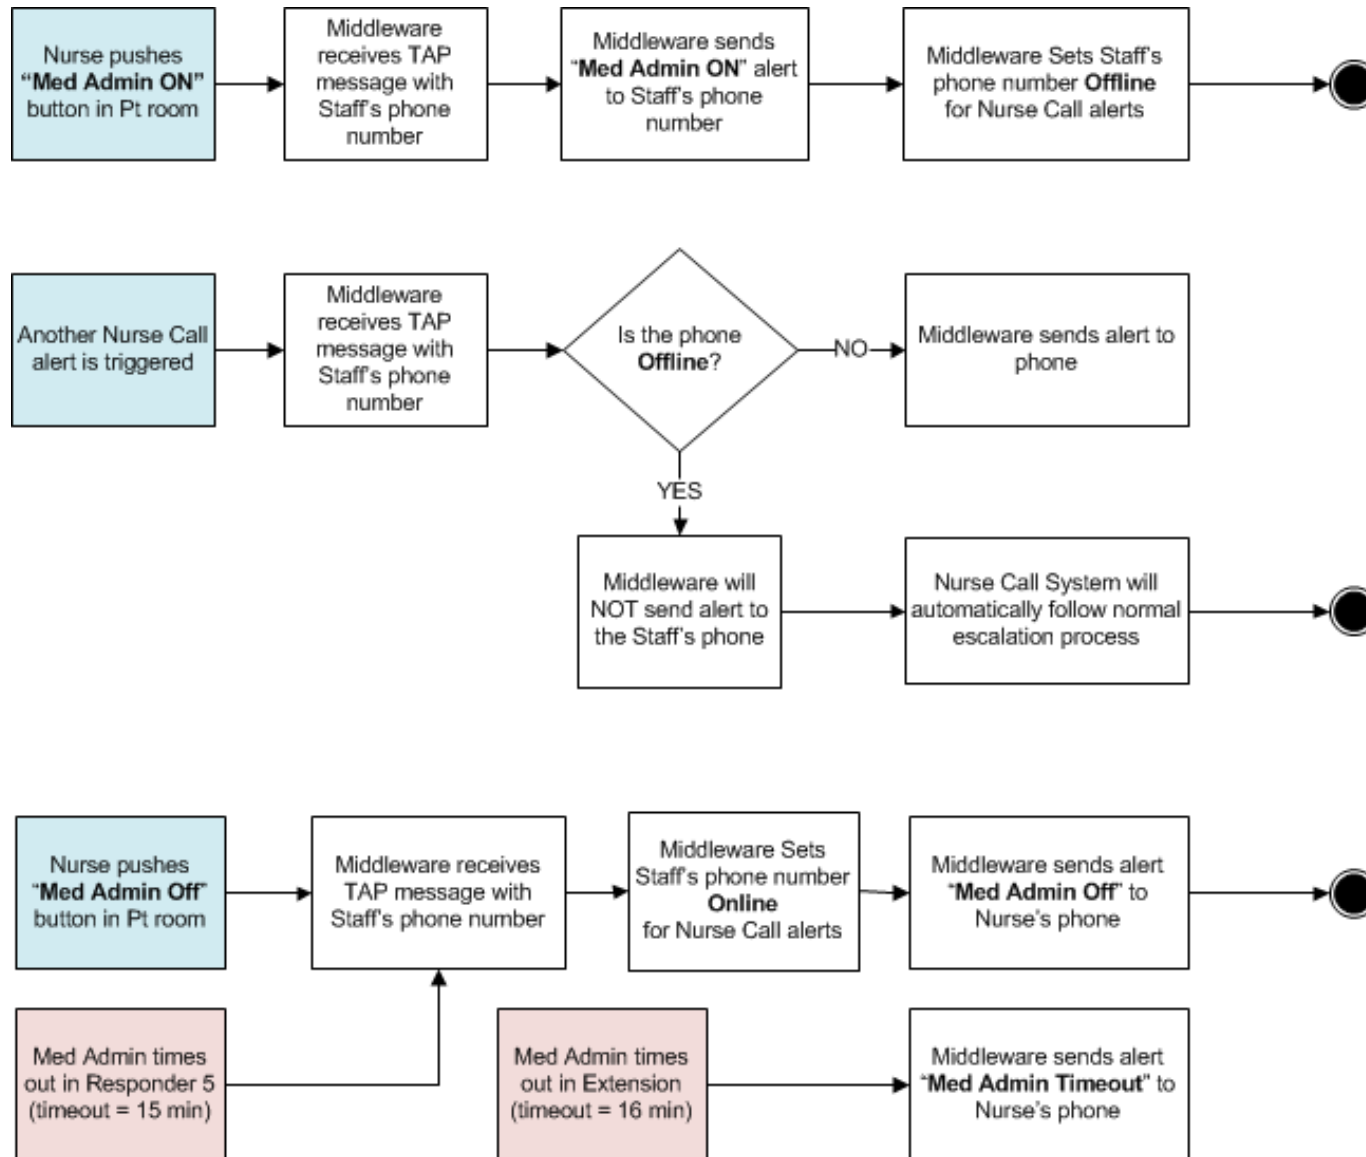 Nurse pushes
“Med Admin ON”
button in Pt room
Middleware
receives TAP
message with
Staff’s phone
number
Middleware sends
“Med Admin ON” alert
to Staff’s phone
number
Middleware Sets Staff’s
phone number Offline
for Nurse Call alerts
Another Nurse Call
alert is triggered
Middleware
receives TAP
message with
Staff’s phone
number
Is the phone
Offline?
NO
Middleware sends alert to
phone
YES
Middleware will
NOT send alert to
the Staff’s phone
Nurse Call System will
automatically follow normal
escalation process
Nurse pushes
“Med Admin Off”
button in Pt room
Middleware receives
TAP message with
Staff’s phone number
Middleware Sets
Staff’s phone number
Online
for Nurse Call alerts
Middleware sends alert
“Med Admin Off” to
Nurse’s phone
Med Admin times
out in Responder 5
(timeout = 15 min)
Med Admin times
out in Extension
(timeout = 16 min)
Middleware sends alert
“Med Admin Timeout” to
Nurse’s phone